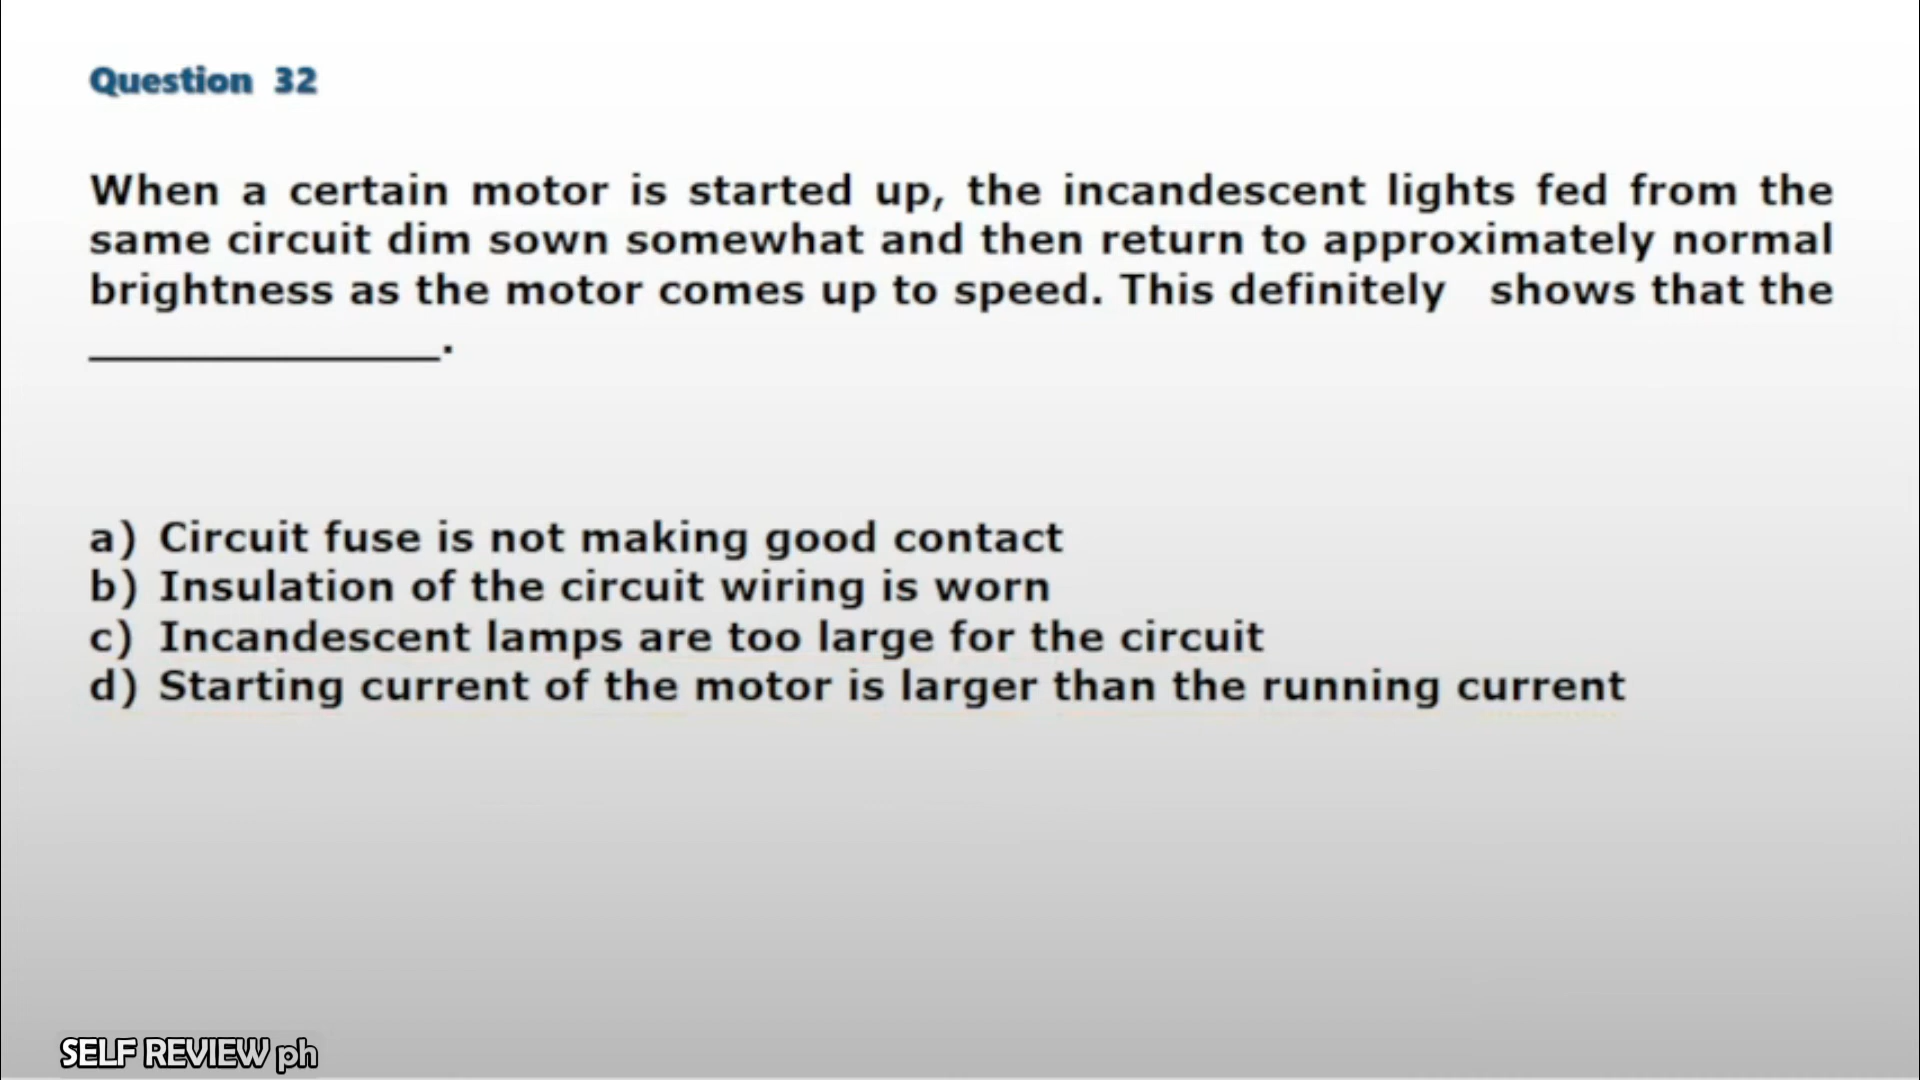 Question 32
When a certain motor is started up, the incandescent lights fed from the
same circuit dim sown somewhat and then return to approximately normal
brightness as the motor comes up to speed. This definitely shows that the
________________.
a) Circuit fuse is not making good contact
b) Insulation of the circuit wiring is worn
c) Incandescent lamps are too large for the circuit
d) Starting current of the motor is larger than the running current
SELF REVIEW ph